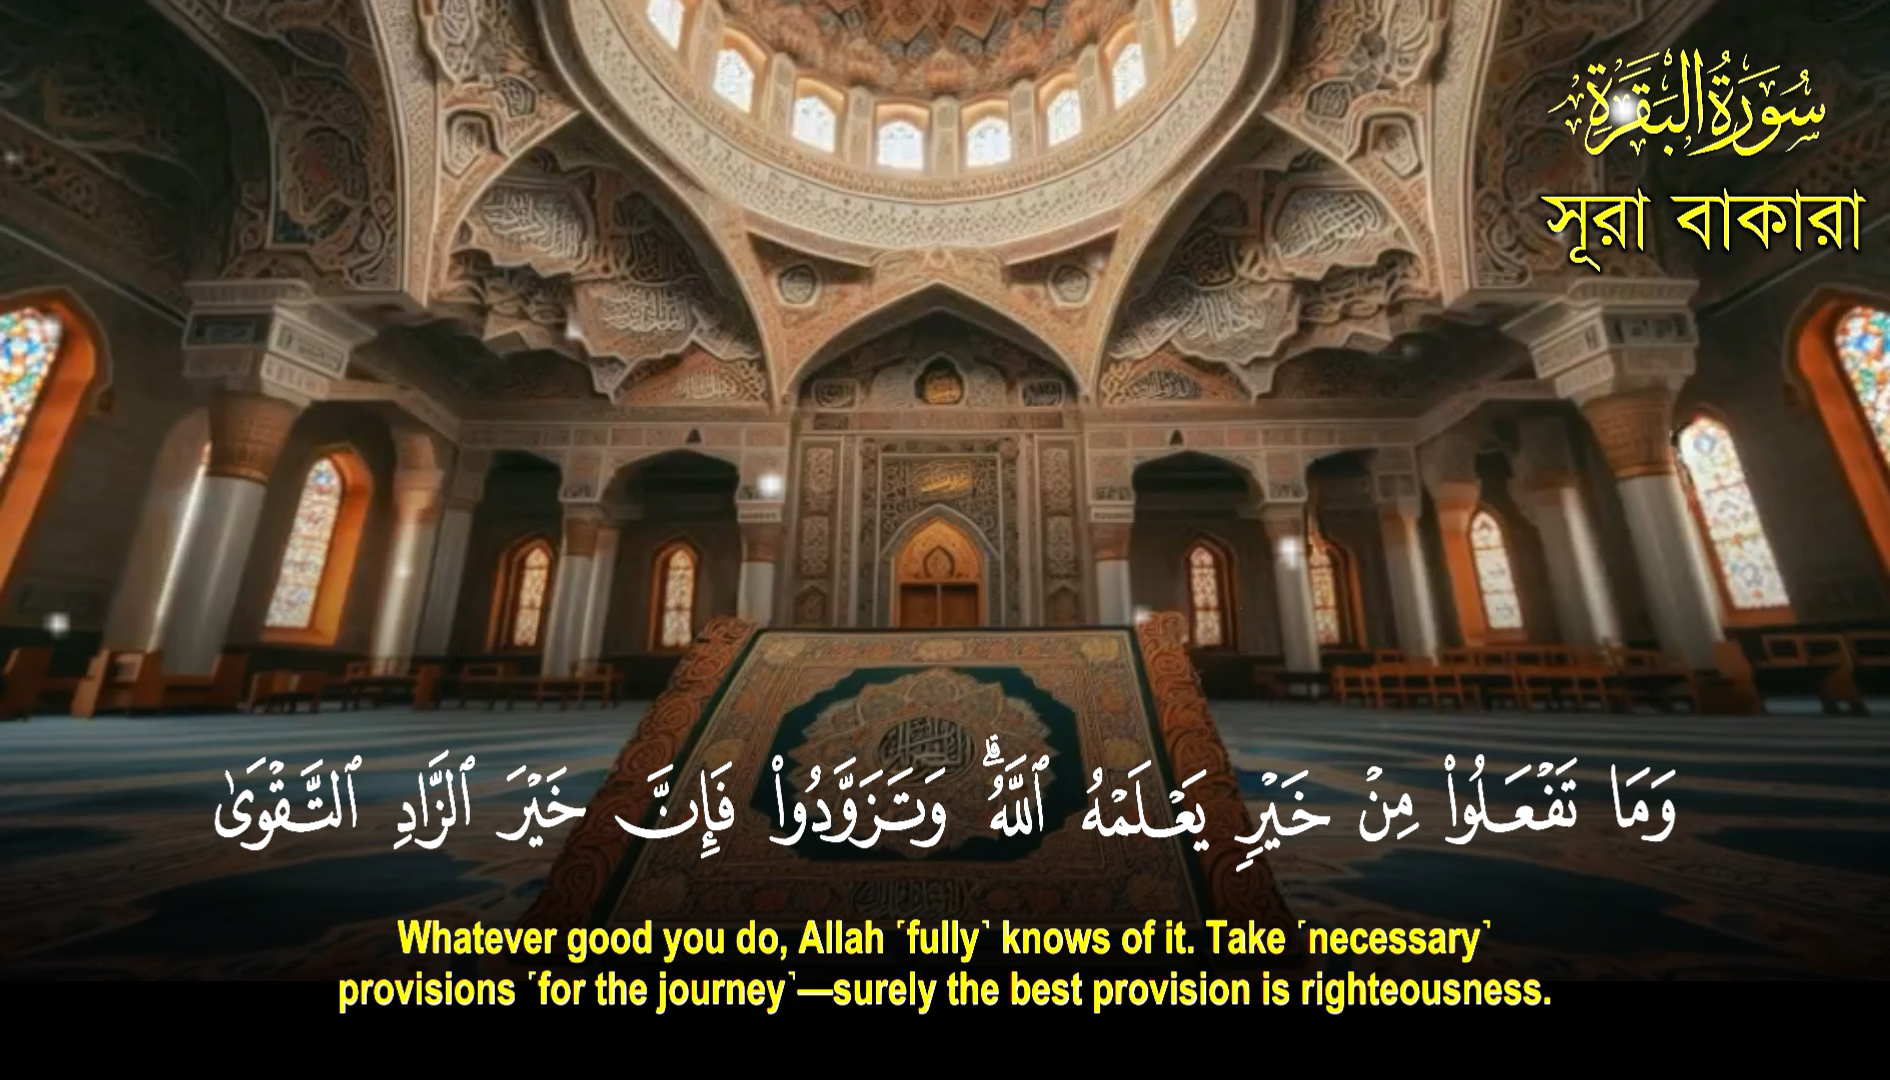 سُورَةُ البَقَرَةِ
সূরা বাকারা
وَمَا تَفْعَلُوا۟ مِنْ خَيْرٍ يَعْلَمْهُ ٱللَّهُ ۗ وَتَزَوَّدُوا۟ فَإِنَّ خَيْرَ ٱلزَّادِ ٱلتَّقْوَىٰ
Whatever good you do, Allah ˹fully˺ knows of it. Take ˹necessary˺
provisions ˹for the journey˺—surely the best provision is righteousness.